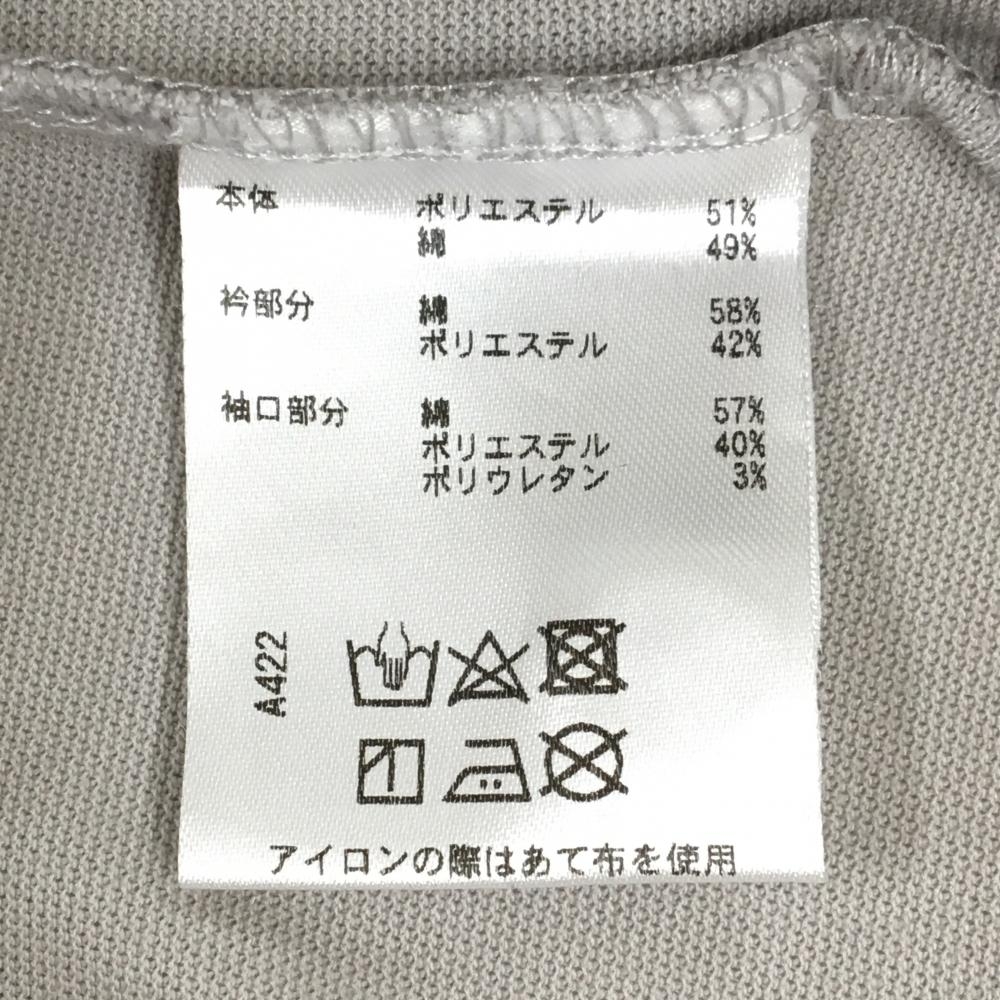 本体 ポリエステル 51%
綿 49%
衿部分 綿 58%
ポリエステル 42%
袖口部分 綿 57%
ポリエステル 40%
ポリウレタン 3%
A422
アイロンの際はあて布を使用